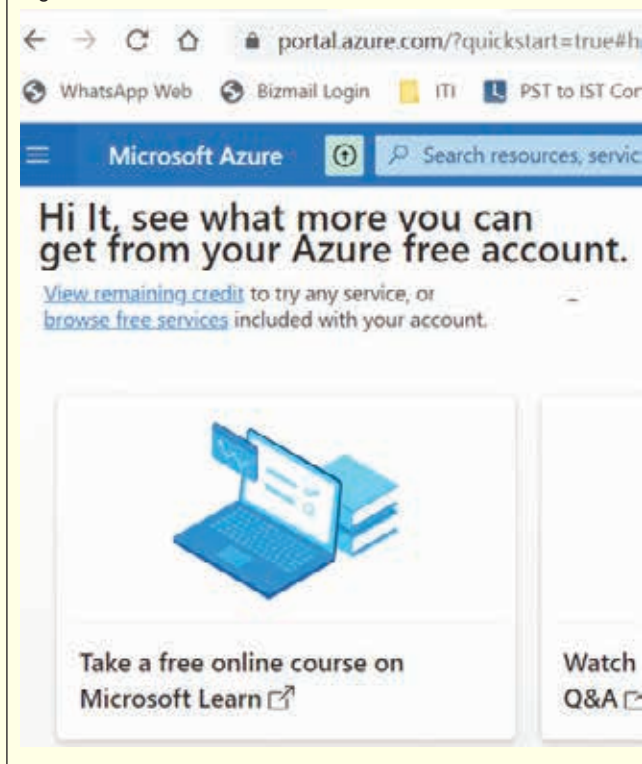 portal.azure.com/?quickstart=true#h
WhatsApp Web Bizmail Login ITI PST to IST Con
Microsoft Azure Search resources, servic
Hi It, see what more you can
get from your Azure free account.
View remaining credit to try any service, or
browse free services included with your account.
Take a free online course on
Microsoft Learn
Watch
Q&A